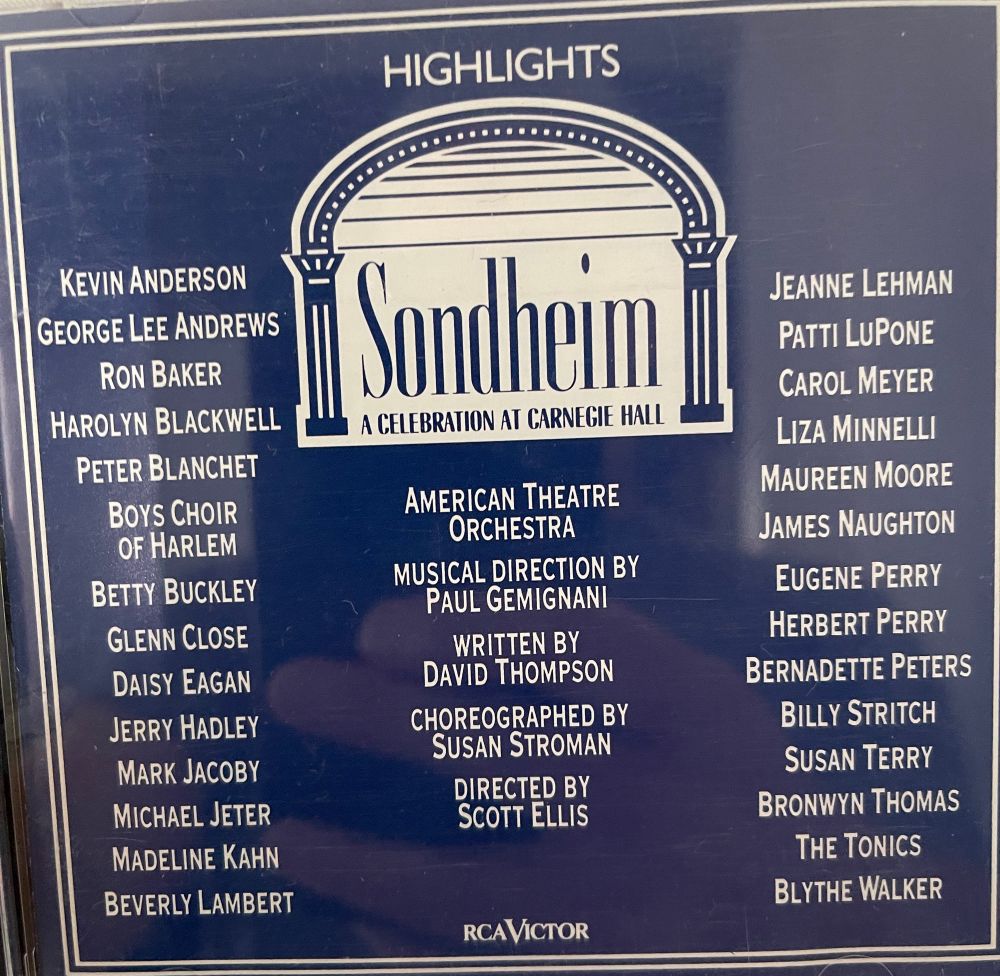 HIGHLIGHTS
Sondheim
A CELEBRATION AT CARNEGIE HALL
KEVIN ANDERSON
GEORGE LEE ANDREWS
RON BAKER
HAROLYN BLACKWELL
PETER BLANCHET
BOYS CHOIR
OF HARLEM
BETTY BUCKLEY
GLENN CLOSE
DAISY EAGAN
JERRY HADLEY
MARK JACOBY
MICHAEL JETER
MADELINE KAHN
BEVERLY LAMBERT
AMERICAN THEATRE
ORCHESTRA
MUSICAL DIRECTION BY
PAUL GEMIGNANI
WRITTEN BY
DAVID THOMPSON
CHOREOGRAPHED BY
SUSAN STROMAN
DIRECTED BY
SCOTT ELLIS
JEANNE LEHMAN
PATTI LUPONE
CAROL MEYER
LIZA MINNELLI
MAUREEN MOORE
JAMES NAUGHTON
EUGENE PERRY
HERBERT PERRY
BERNADETTE PETERS
BILLY STRITCH
SUSAN TERRY
BRONWYN THOMAS
THE TONICS
BLYTHE WALKER
RCA VICTOR